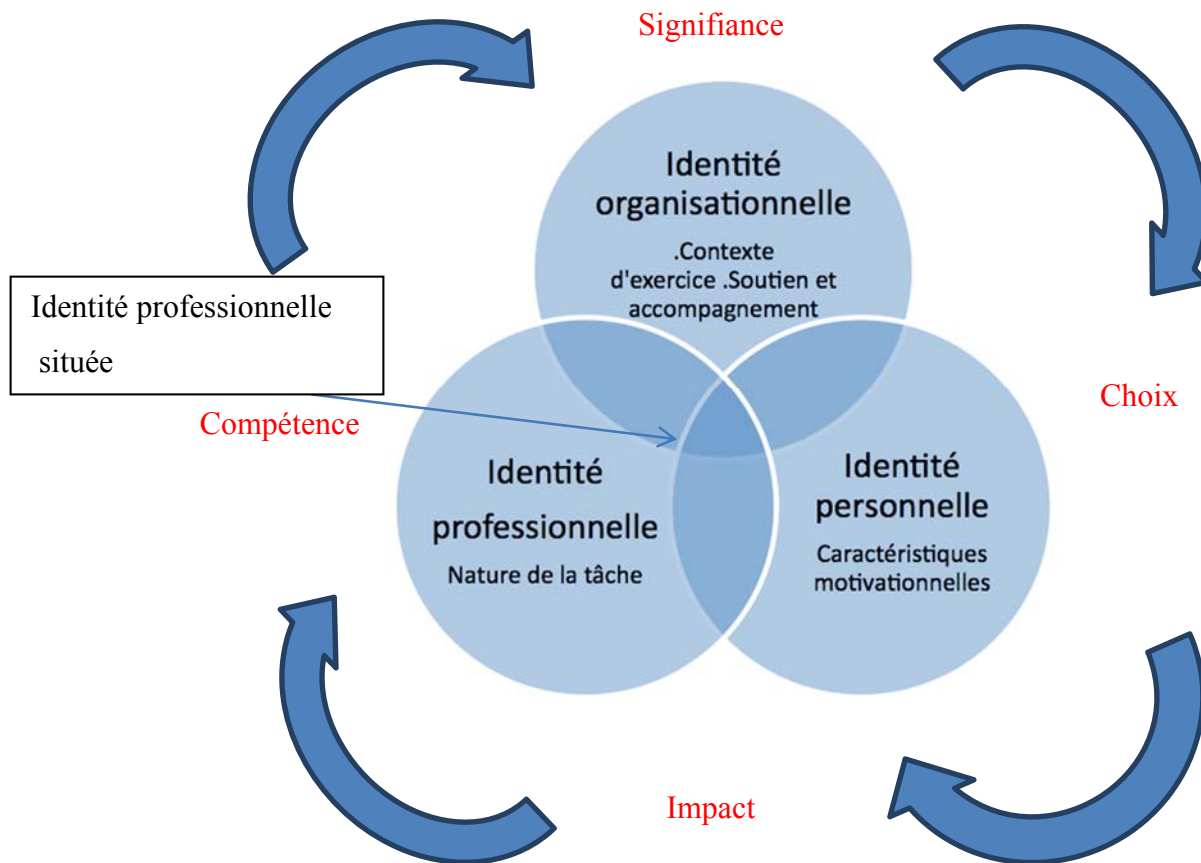 Signifiance
Identité
organisationnelle
.Contexte
d'exercice .Soutien et
accompagnement
Identité professionnelle
située
Choix
Compétence
Identité
professionnelle
Nature de la tâche
Identité
personnelle
Caractéristiques
motivationnelles
Impact